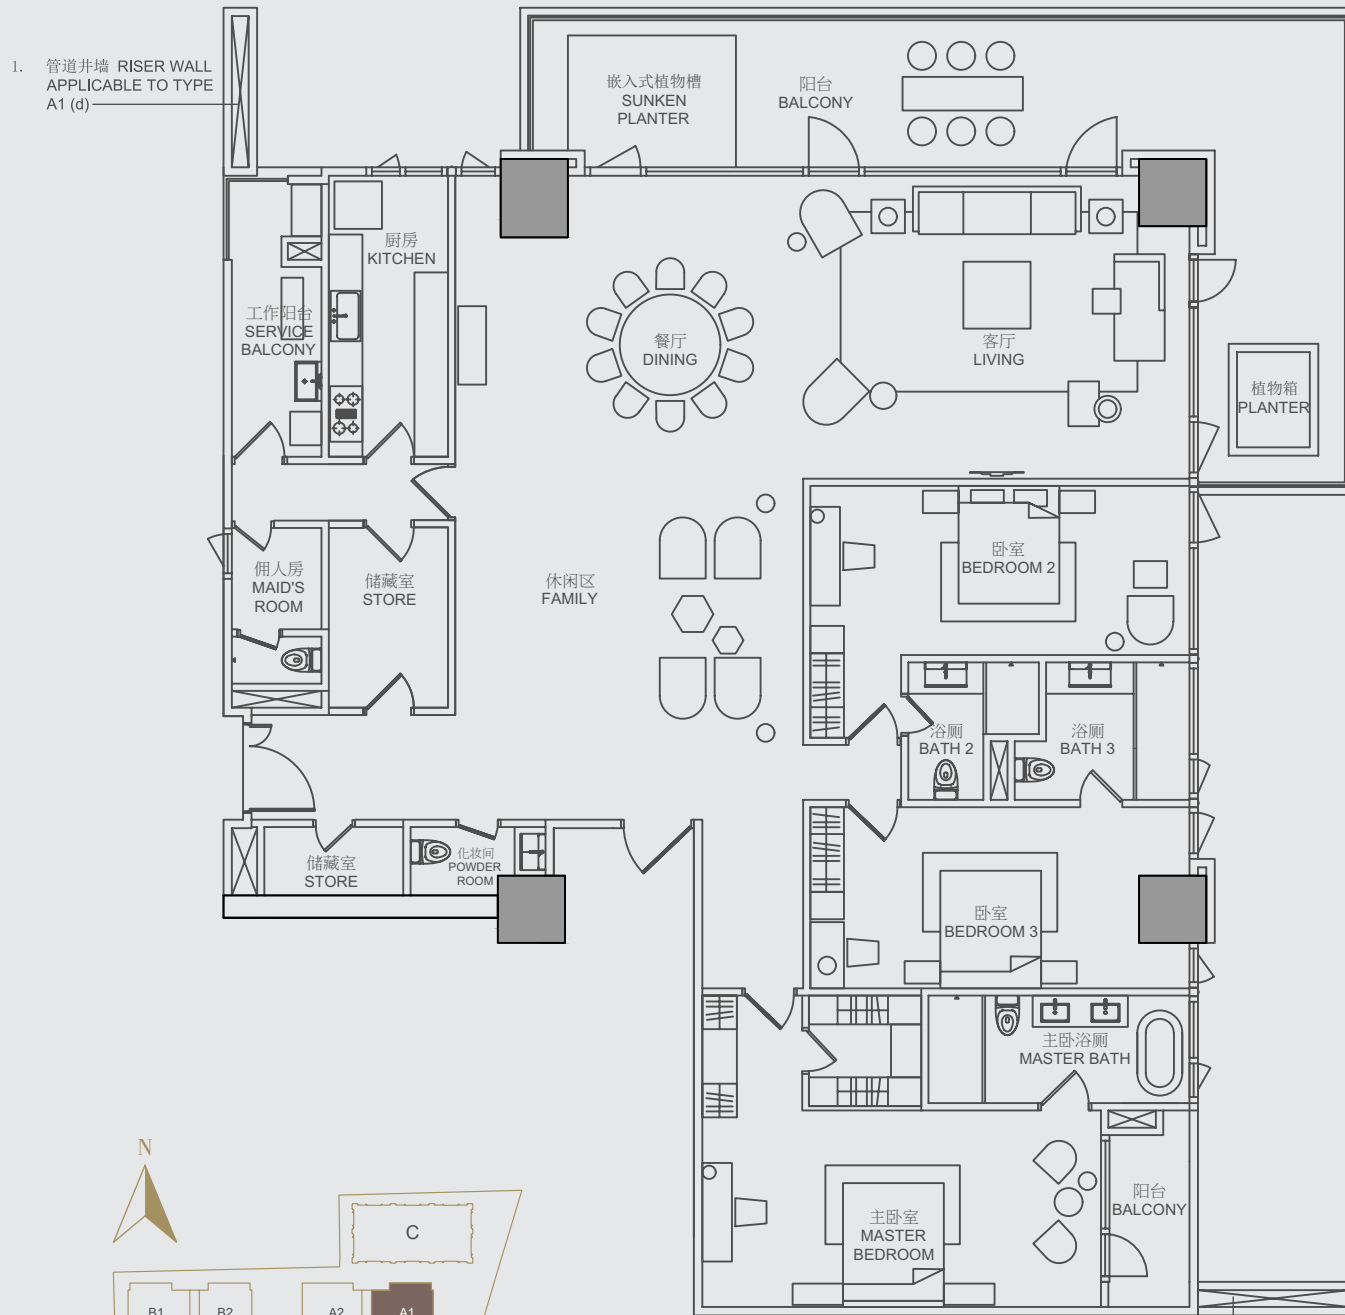 1. 管道井墙 RISER WALL
APPLICABLE TO TYPE
A1 (d)
嵌入式植物槽
SUNKEN
PLANTER
阳台
BALCONY
厨房
KITCHEN
工作阳台
SERVICE
BALCONY
餐厅
DINING
客厅
LIVING
植物箱
PLANTER
佣人房
MAID'S
ROOM
储藏室
STORE
休闲区
FAMILY
卧室
BEDROOM 2
浴厕
BATH 2
浴厕
BATH 3
储藏室
STORE
化妆间
POWDER
ROOM
卧室
BEDROOM 3
主卧浴厕
MASTER BATH
阳台
BALCONY
主卧室
MASTER
BEDROOM
N
C
B1
B2
A2
A1